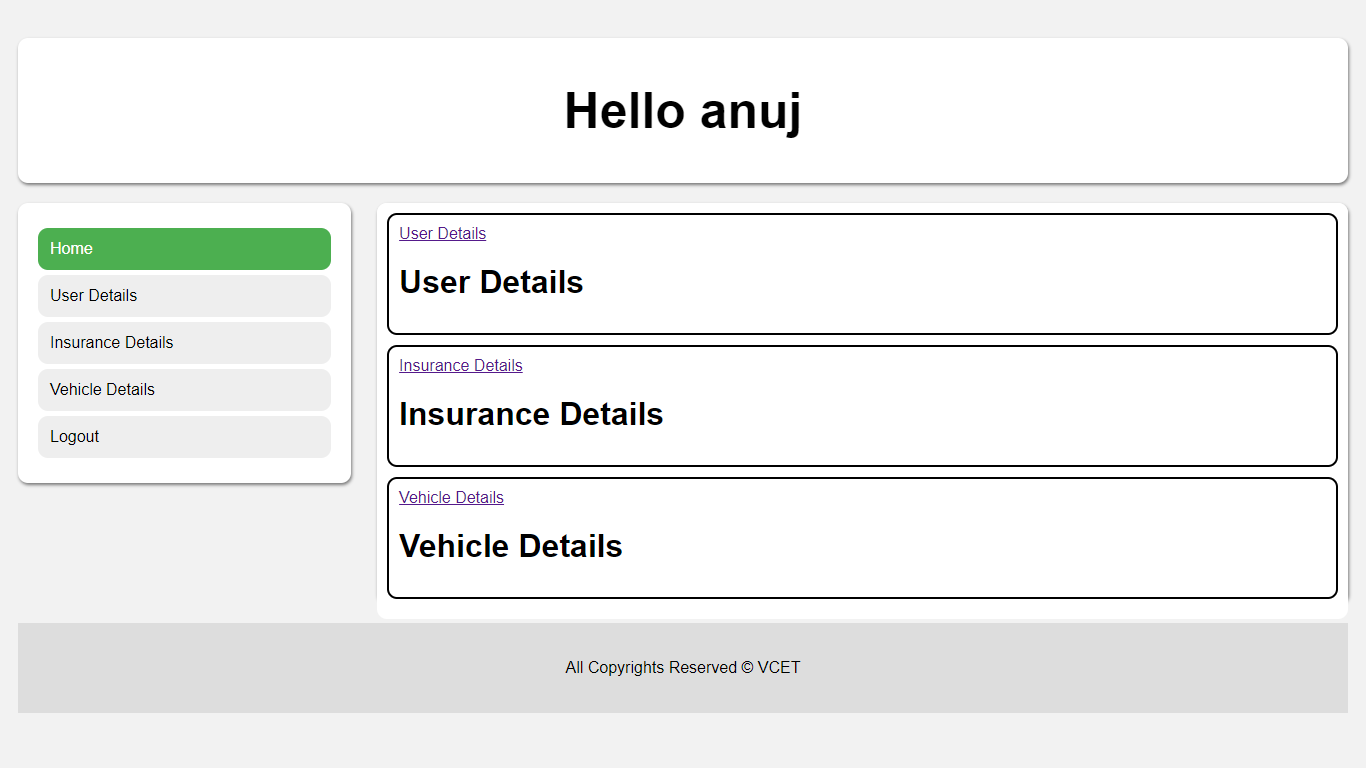 Hello anuj
Home
User Details
Insurance Details
Vehicle Details
Logout
User Details
User Details
Insurance Details
Insurance Details
Vehicle Details
Vehicle Details
All Copyrights Reserved © VCET